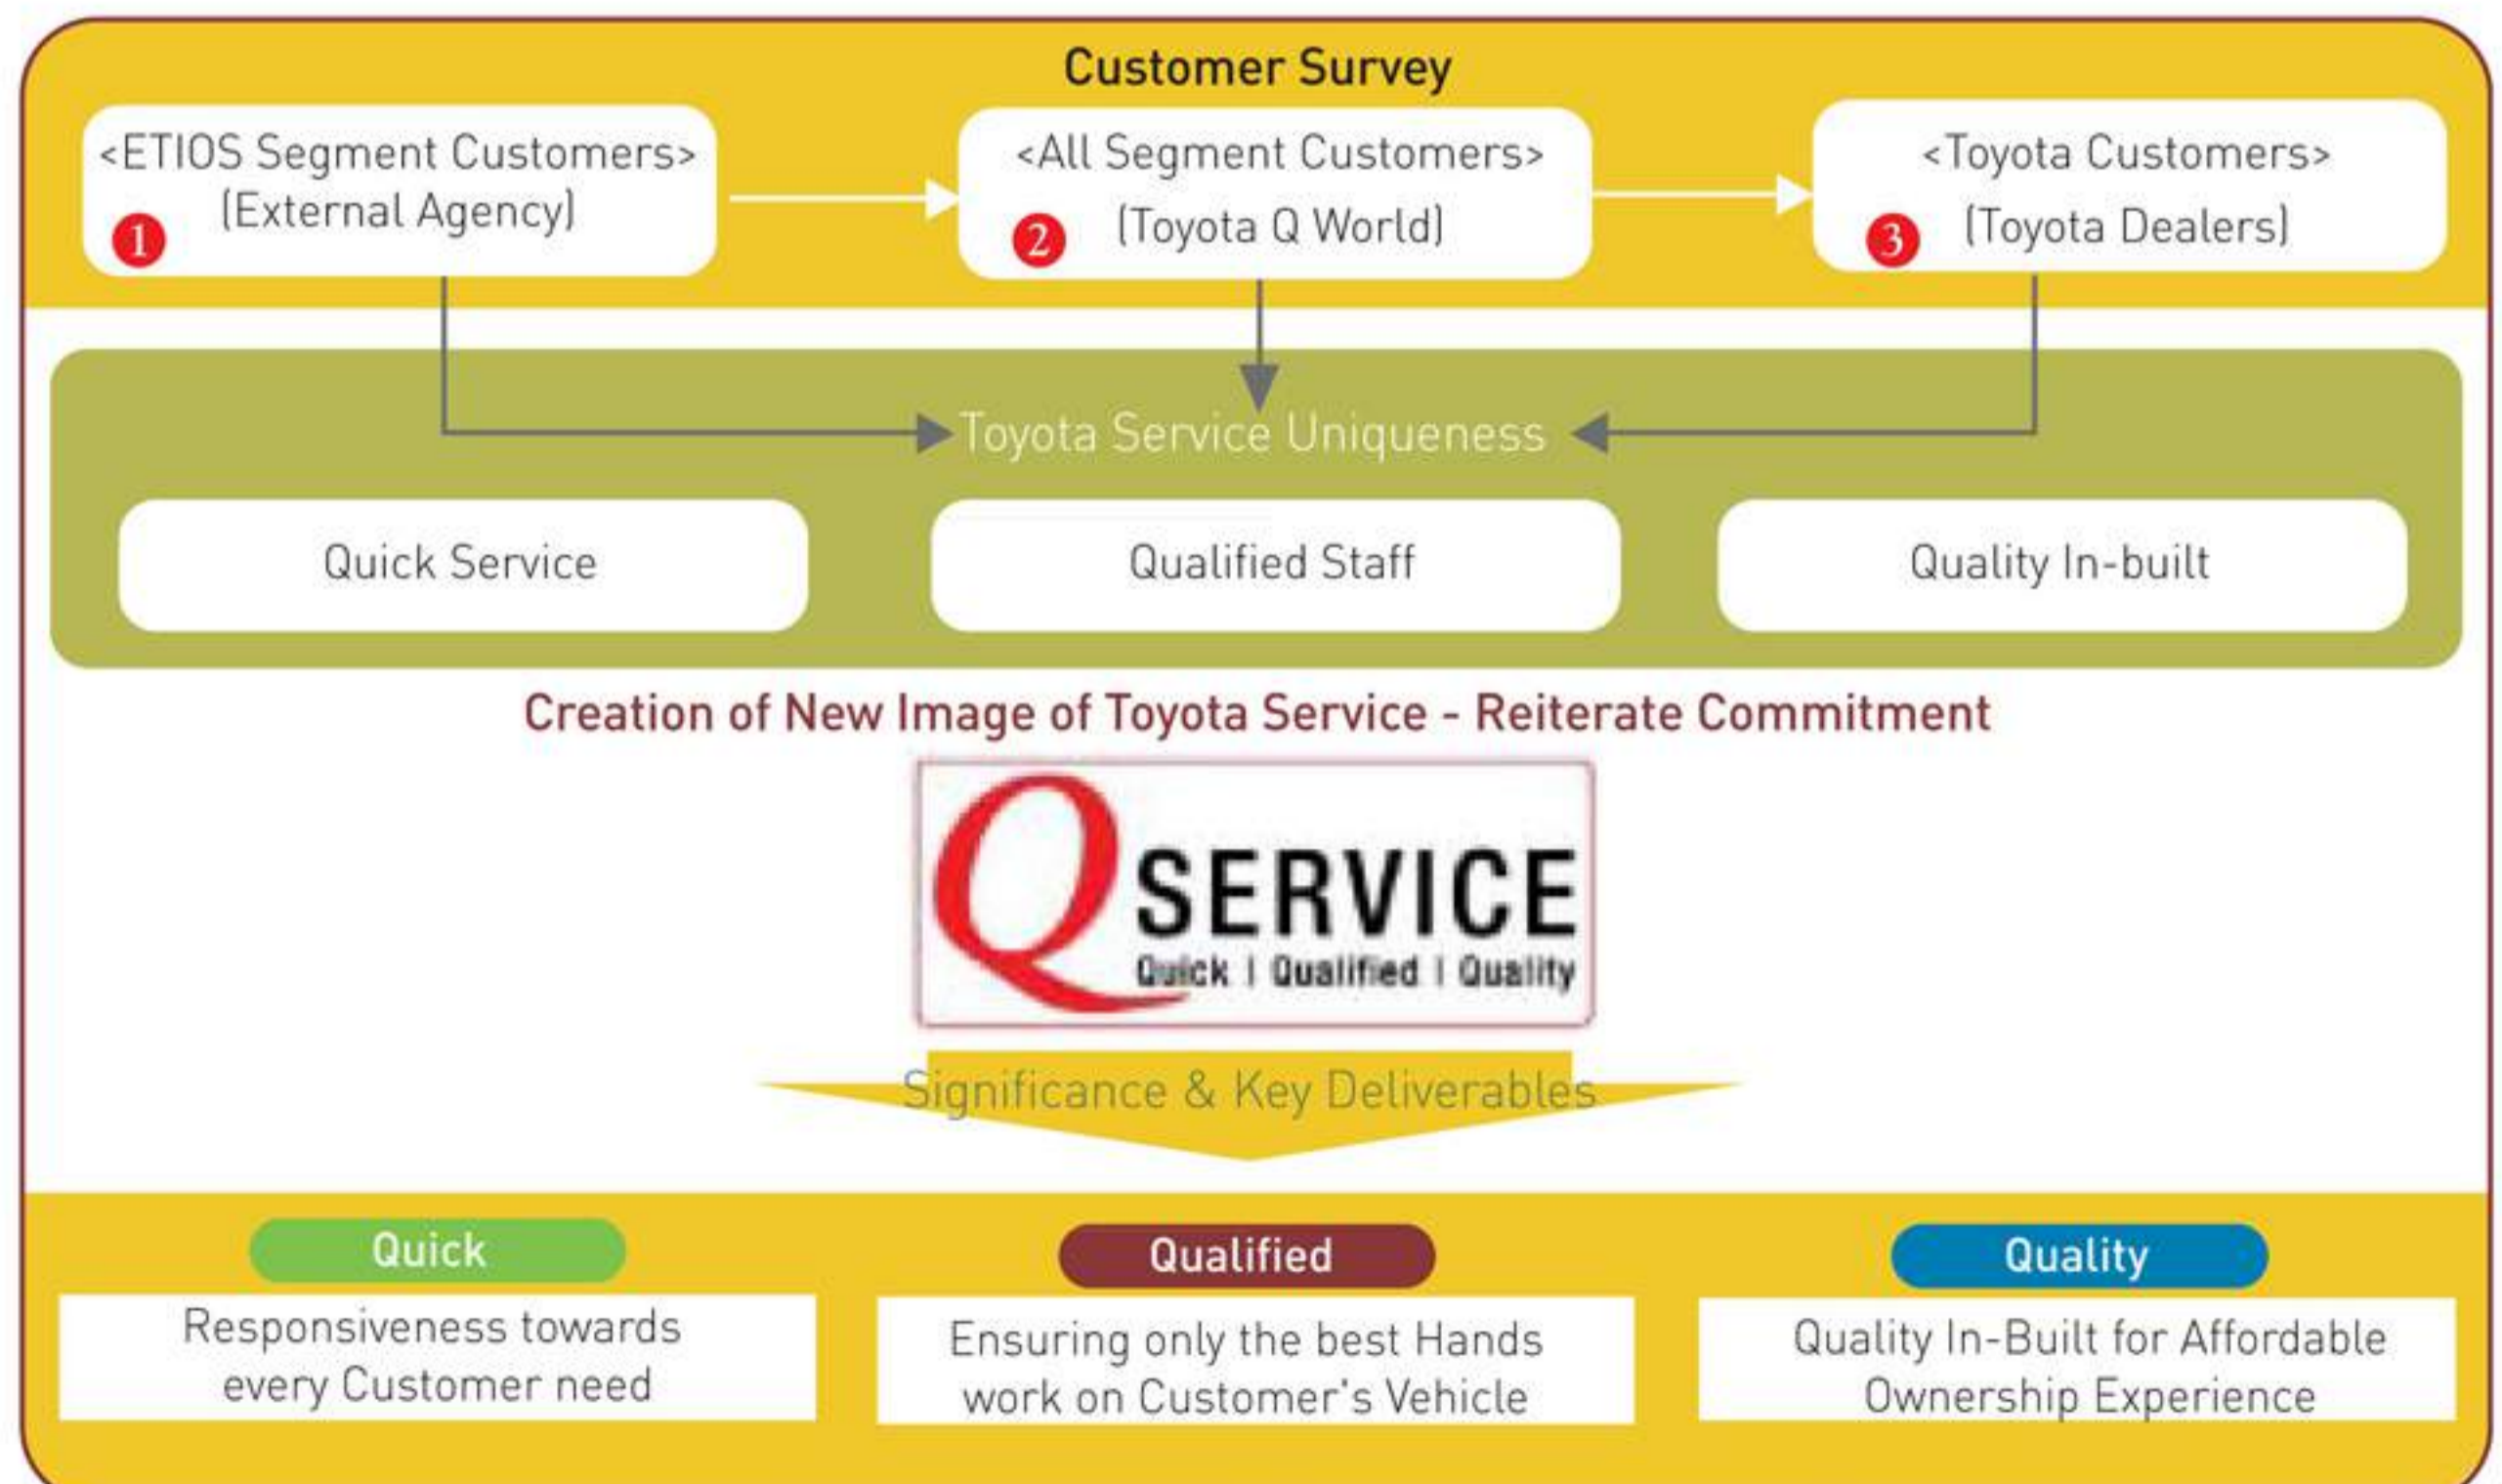 Customer Survey
<ETIOS Segment Customers>
(External Agency)
1
<All Segment Customers>
(Toyota Q World)
2
<Toyota Customers>
(Toyota Dealers)
3
Toyota Service Uniqueness
Quick Service
Qualified Staff
Quality In-built
Creation of New Image of Toyota Service - Reiterate Commitment
Q SERVICE
Quick | Qualified | Quality
Significance & Key Deliverables
Quick
Responsiveness towards
every Customer need
Qualified
Ensuring only the best Hands
work on Customer's Vehicle
Quality
Quality In-Built for Affordable
Ownership Experience